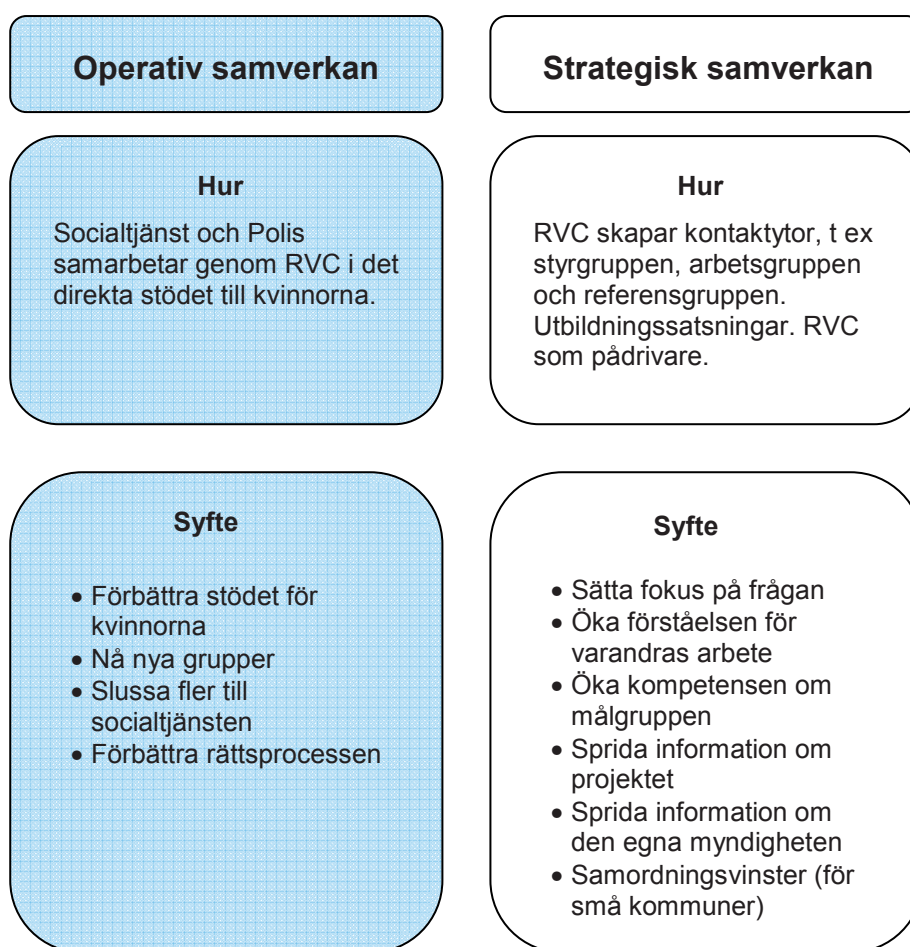 Operativ samverkan
Hur
Socialtjänst och Polis
samarbetar genom RVC i det
direkta stödet till kvinnorna.
Syfte
• Förbättra stödet för
kvinnorna
• Nå nya grupper
• Slussa fler till
socialtjänsten
• Förbättra rättsprocessen
Strategisk samverkan
Hur
RVC skapar kontaktytor, t ex
styrgruppen, arbetsgruppen
och referensgruppen.
Utbildningssatsningar. RVC
som pådrivare.
Syfte
• Sätta fokus på frågan
• Öka förståelsen för
varandras arbete
• Öka kompetensen om
målgruppen
• Sprida information om
projektet
• Sprida information om
den egna myndigheten
• Samordningsvinster (för
små kommuner)